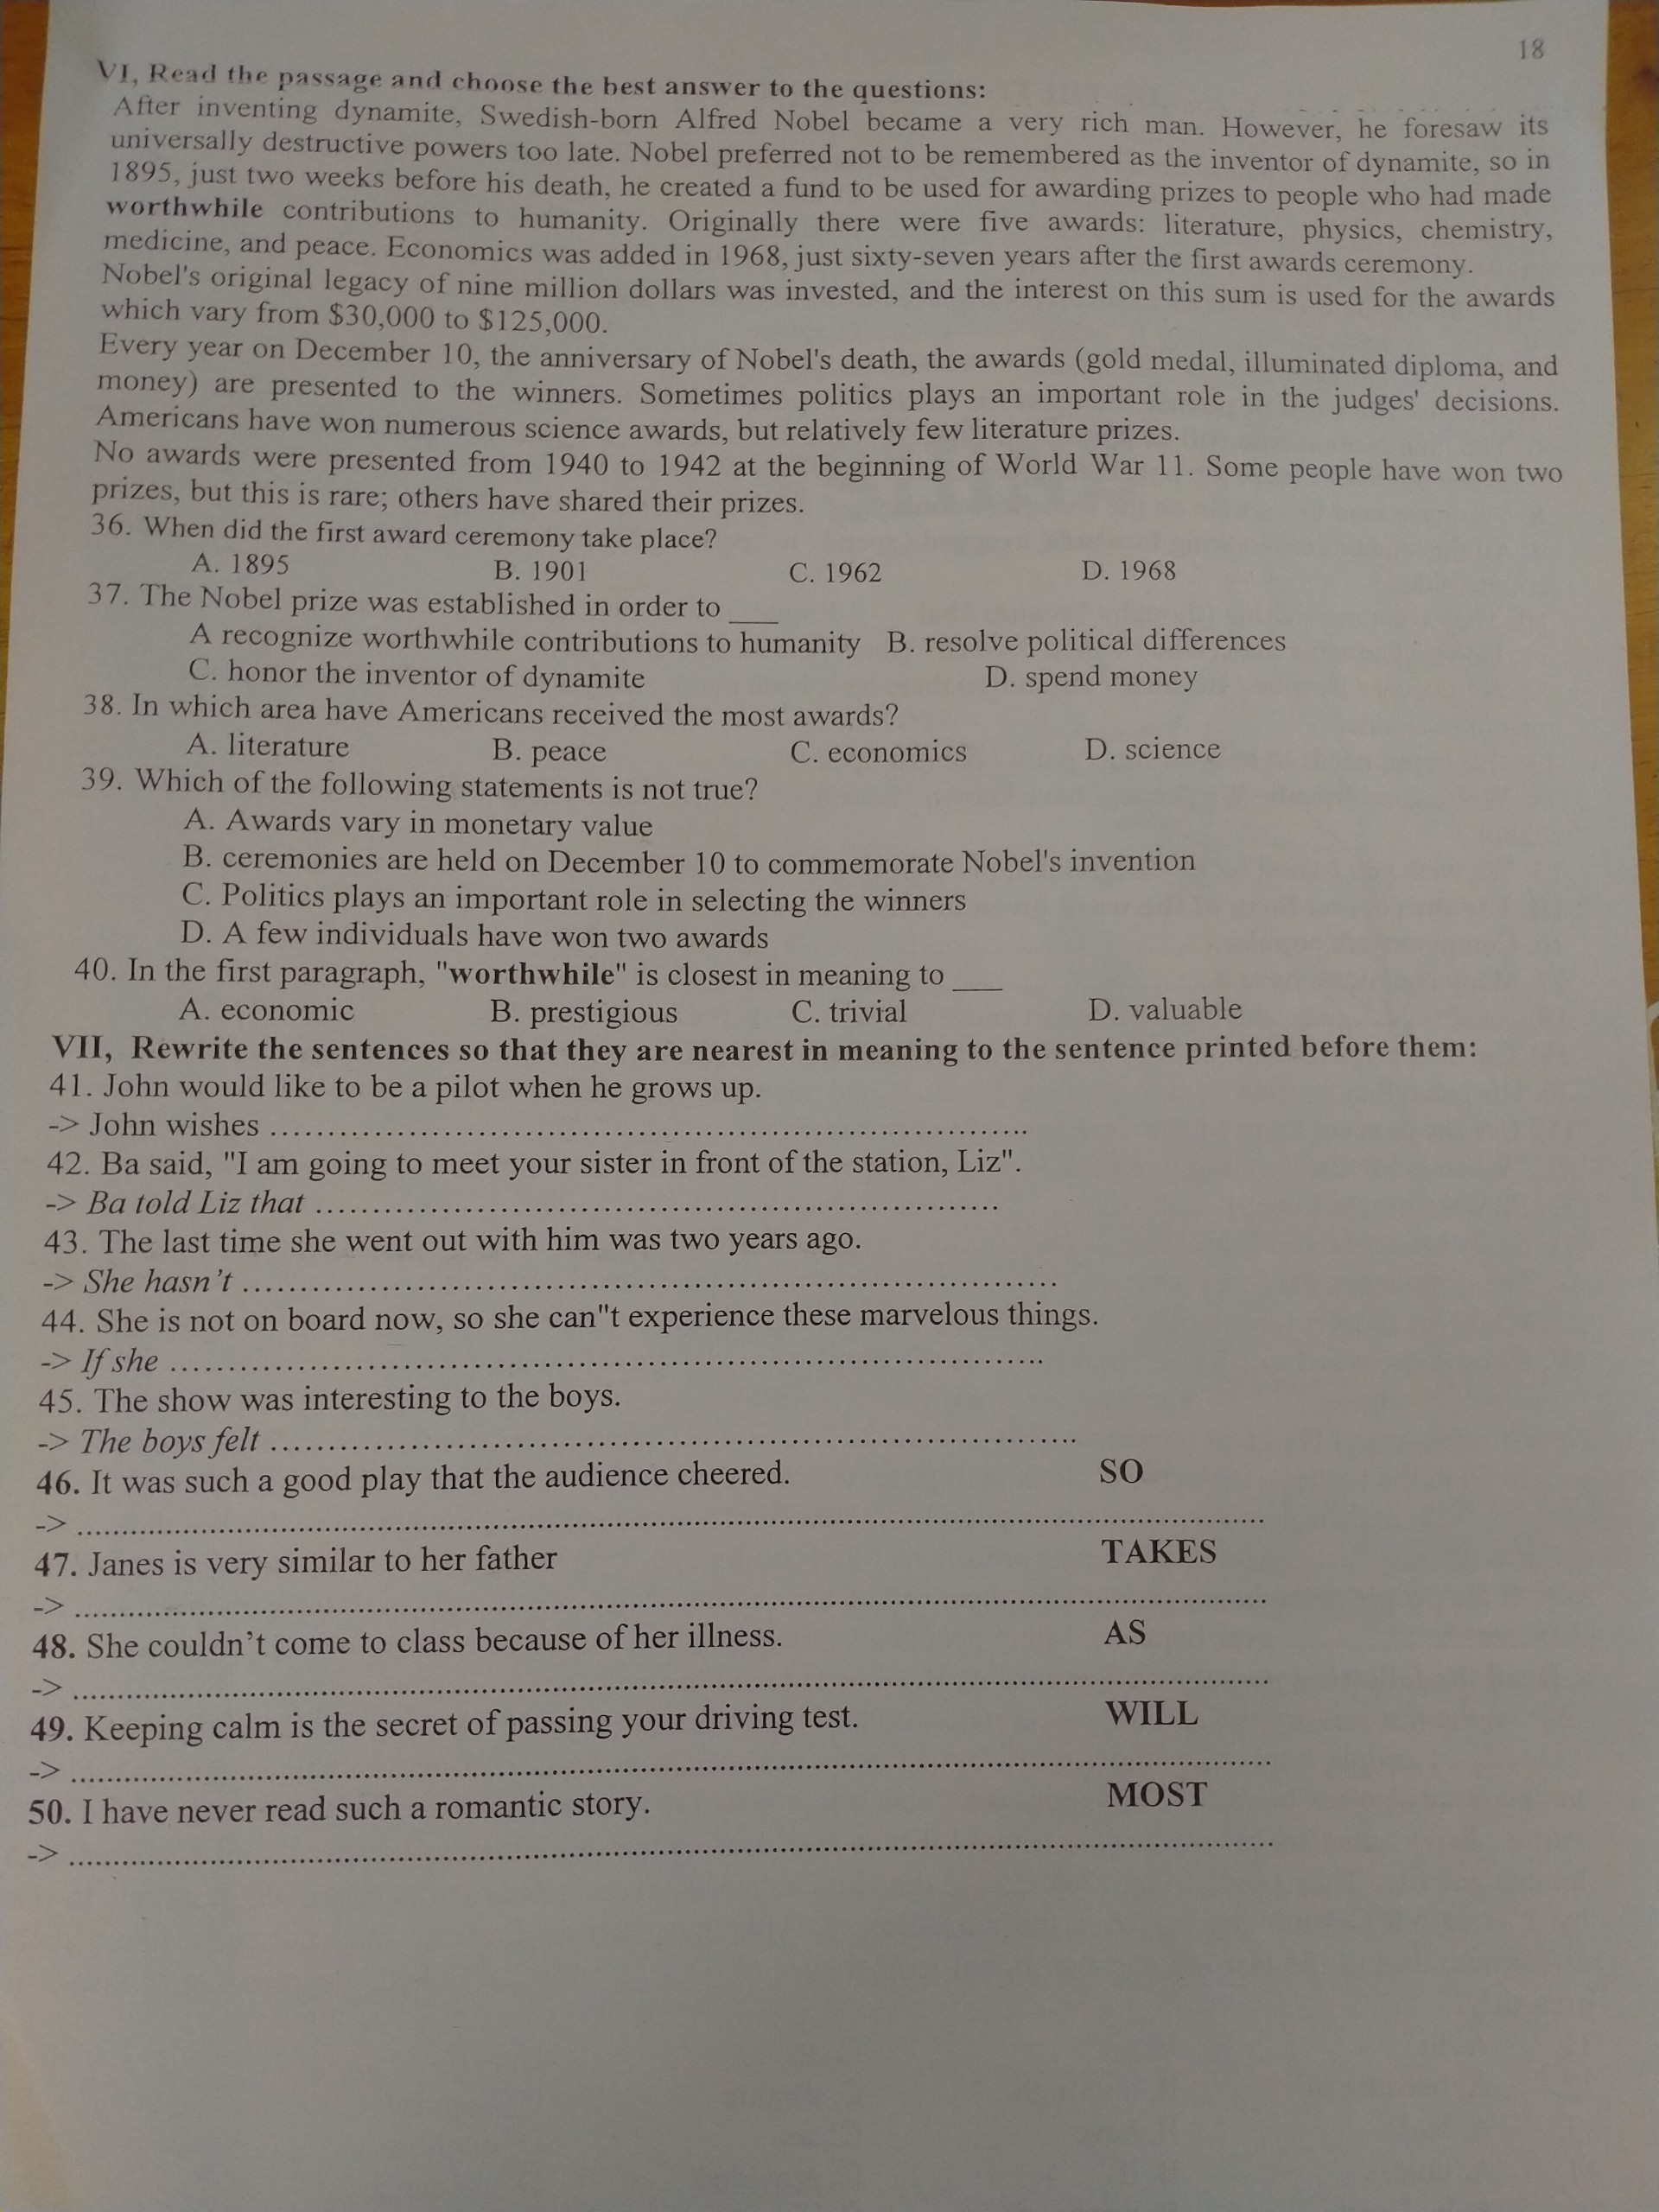 18
VI, Read the passage and choose the best answer to the questions:
After inventing dynamite, Swedish-born Alfred Nobel became a very rich man. However, he foresaw its
universally destructive powers too late. Nobel preferred not to be remembered as the inventor of dynamite, so in
1895, just two weeks before his death, he created a fund to be used for awarding prizes to people who had made
worthwhile contributions to humanity. Originally there were five awards: literature, physics, chemistry,
medicine, and peace. Economics was added in 1968, just sixty-seven years after the first awards ceremony.
Nobel's original legacy of nine million dollars was invested, and the interest on this sum is used for the awards
which vary from $30,000 to $125,000.
Every year on December 10, the anniversary of Nobel's death, the awards (gold medal, illuminated diploma, and
money) are presented to the winners. Sometimes politics plays an important role in the judges' decisions.
Americans have won numerous science awards, but relatively few literature prizes.
No awards were presented from 1940 to 1942 at the beginning of World War 11. Some people have won two
prizes, but this is rare; others have shared their prizes.
36. When did the first award ceremony take place?
A. 1895 B. 1901 C. 1962 D. 1968
37. The Nobel prize was established in order to ___
A recognize worthwhile contributions to humanity B. resolve political differences
C. honor the inventor of dynamite D. spend money
38. In which area have Americans received the most awards?
A. literature B. peace C. economics D. science
39. Which of the following statements is not true?
A. Awards vary in monetary value
B. ceremonies are held on December 10 to commemorate Nobel's invention
C. Politics plays an important role in selecting the winners
D. A few individuals have won two awards
40. In the first paragraph, "worthwhile" is closest in meaning to ___
A. economic B. prestigious C. trivial D. valuable
VII, Rewrite the sentences so that they are nearest in meaning to the sentence printed before them:
41. John would like to be a pilot when he grows up.
-> John wishes ........................................................................
42. Ba said, "I am going to meet your sister in front of the station, Liz".
-> Ba told Liz that ........................................................................
43. The last time she went out with him was two years ago.
-> She hasn't ........................................................................
44. She is not on board now, so she can"t experience these marvelous things.
-> If she ........................................................................
45. The show was interesting to the boys.
-> The boys felt ........................................................................
46. It was such a good play that the audience cheered. SO
-> ........................................................................
47. Janes is very similar to her father TAKES
-> ........................................................................
48. She couldn't come to class because of her illness. AS
-> ........................................................................
49. Keeping calm is the secret of passing your driving test. WILL
-> ........................................................................
50. I have never read such a romantic story. MOST
-> ........................................................................